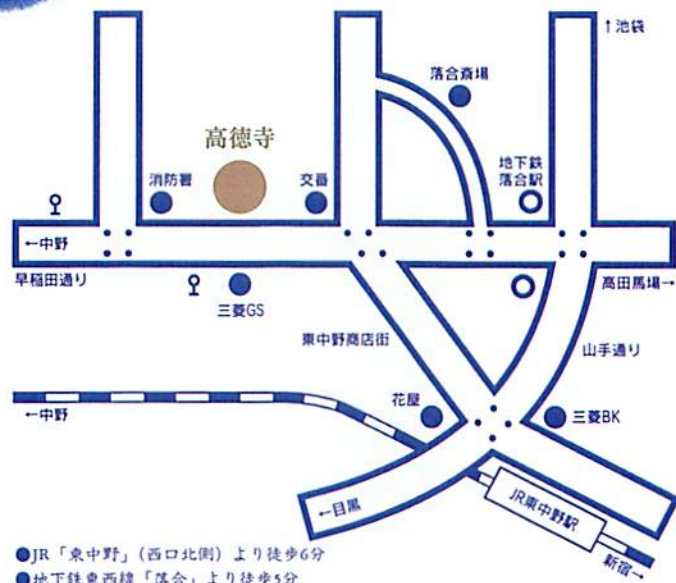 ↑池袋
落合斎場
高徳寺
地下鉄
落合駅
消防署
交番
←中野
早稲田通り
高田馬場→
三菱GS
東中野商店街
山手通り
←中野
花屋
三菱BK
←目黒
JR東中野駅
新宿→
●JR「東中野」(西口北側)より徒歩6分
●地下鉄東西線「落合」より徒歩5分